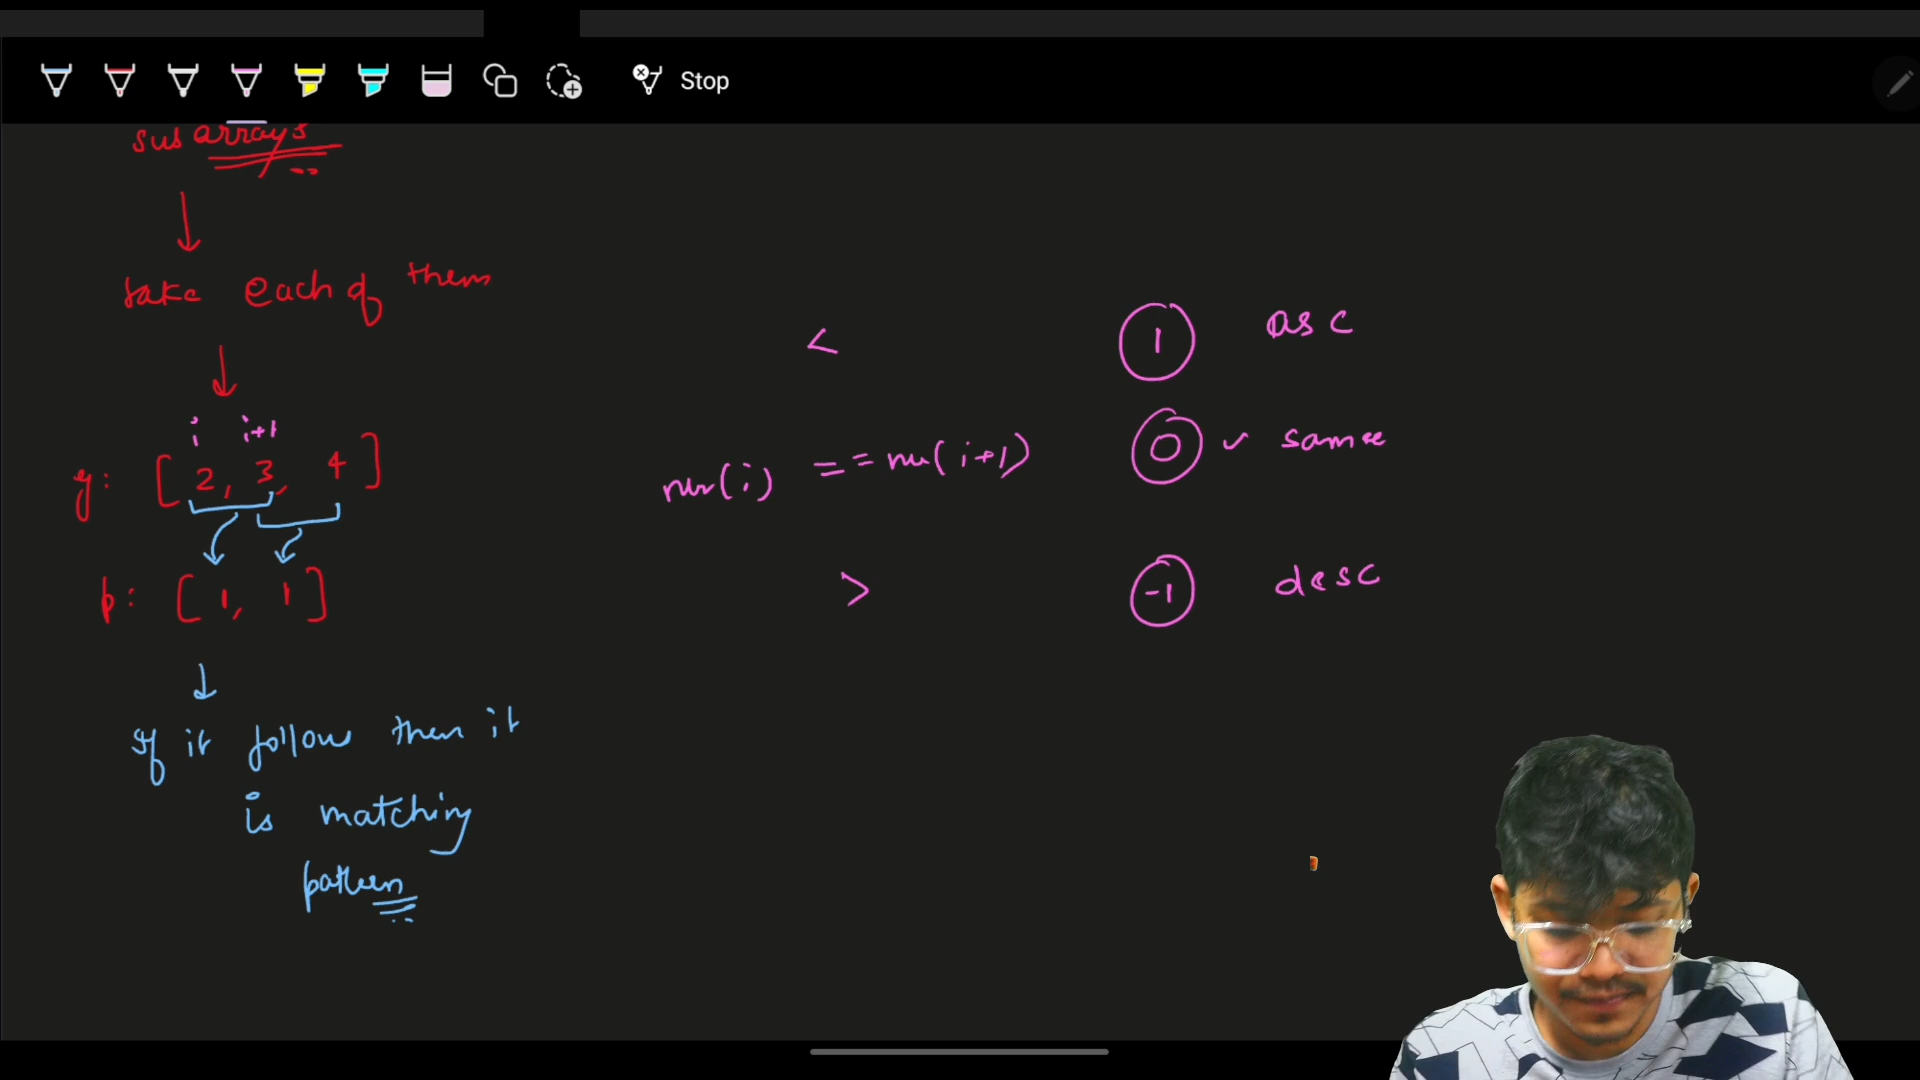 Stop
sub arrays
take each of them
i i+1
eg: [2, 3, 4]
p: [1, 1]
if it follow then it
is matching
pattern
< 1 asc
nu(i) == nu(i+1) 0 ✓ same
> -1 desc